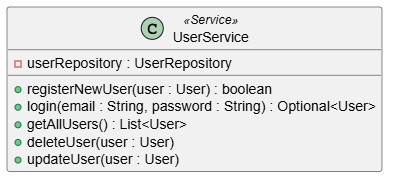 «Service»
C UserService
userRepository : UserRepository
registerNewUser(user : User) : boolean
login(email : String, password : String) : Optional<User>
getAllUsers() : List<User>
deleteUser(user : User)
updateUser(user : User)